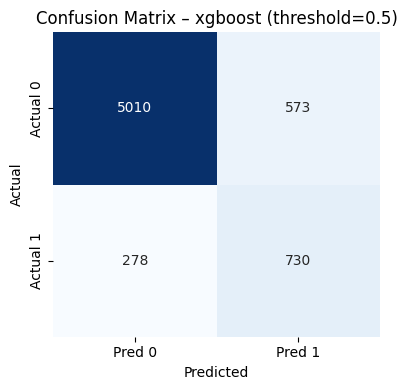 Confusion Matrix – xgboost (threshold=0.5)
Actual 0
5010 573
Actual
Actual 1
278 730
Pred 0 Pred 1
Predicted